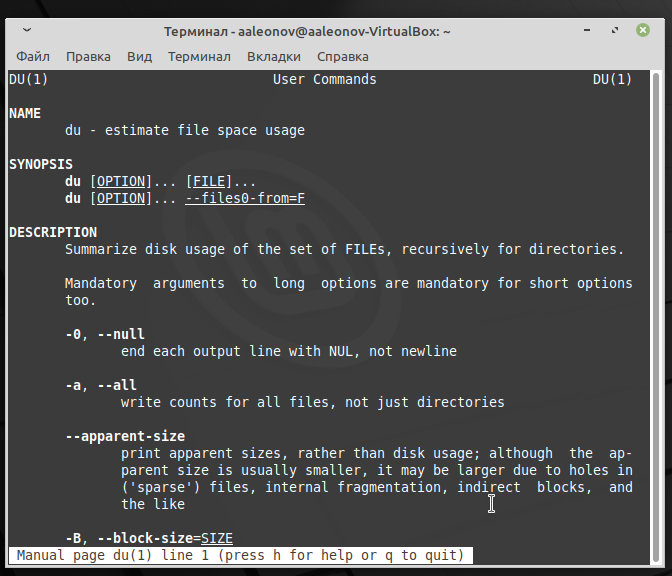 Терминал - aaleonov@aaleonov-VirtualBox: ~
Файл Правка Вид Терминал Вкладки Справка
DU(1) User Commands DU(1)
NAME
du - estimate file space usage
SYNOPSIS
du [OPTION]... [FILE]...
du [OPTION]... --files0-from=F
DESCRIPTION
Summarize disk usage of the set of FILEs, recursively for directories.
Mandatory arguments to long options are mandatory for short options
too.
-0, --null
end each output line with NUL, not newline
-a, --all
write counts for all files, not just directories
--apparent-size
print apparent sizes, rather than disk usage; although the ap-
parent size is usually smaller, it may be larger due to holes in
('sparse') files, internal fragmentation, indirect blocks, and
the like
-B, --block-size=SIZE
Manual page du(1) line 1 (press h for help or q to quit)